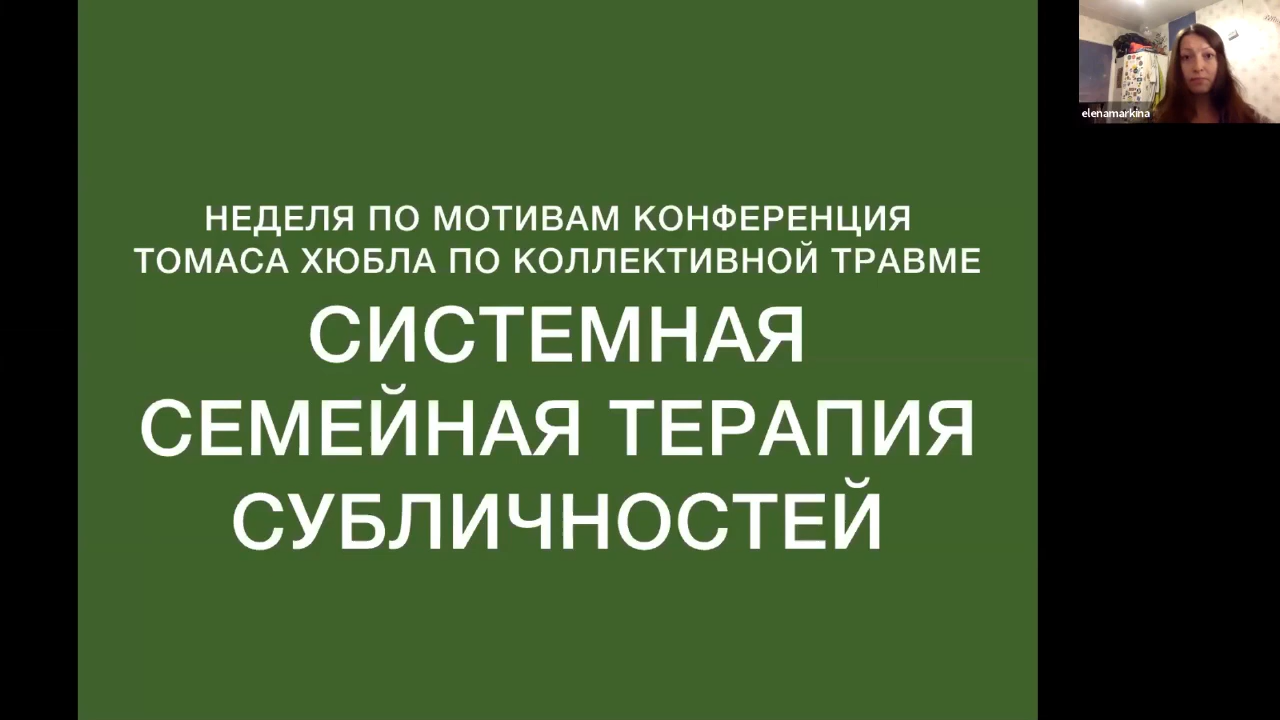 НЕДЕЛЯ ПО МОТИВАМ КОНФЕРЕНЦИЯ
ТОМАСА ХЮБЛА ПО КОЛЛЕКТИВНОЙ ТРАВМЕ
СИСТЕМНАЯ
СЕМЕЙНАЯ ТЕРАПИЯ
СУБЛИЧНОСТЕЙ
elenamarkina